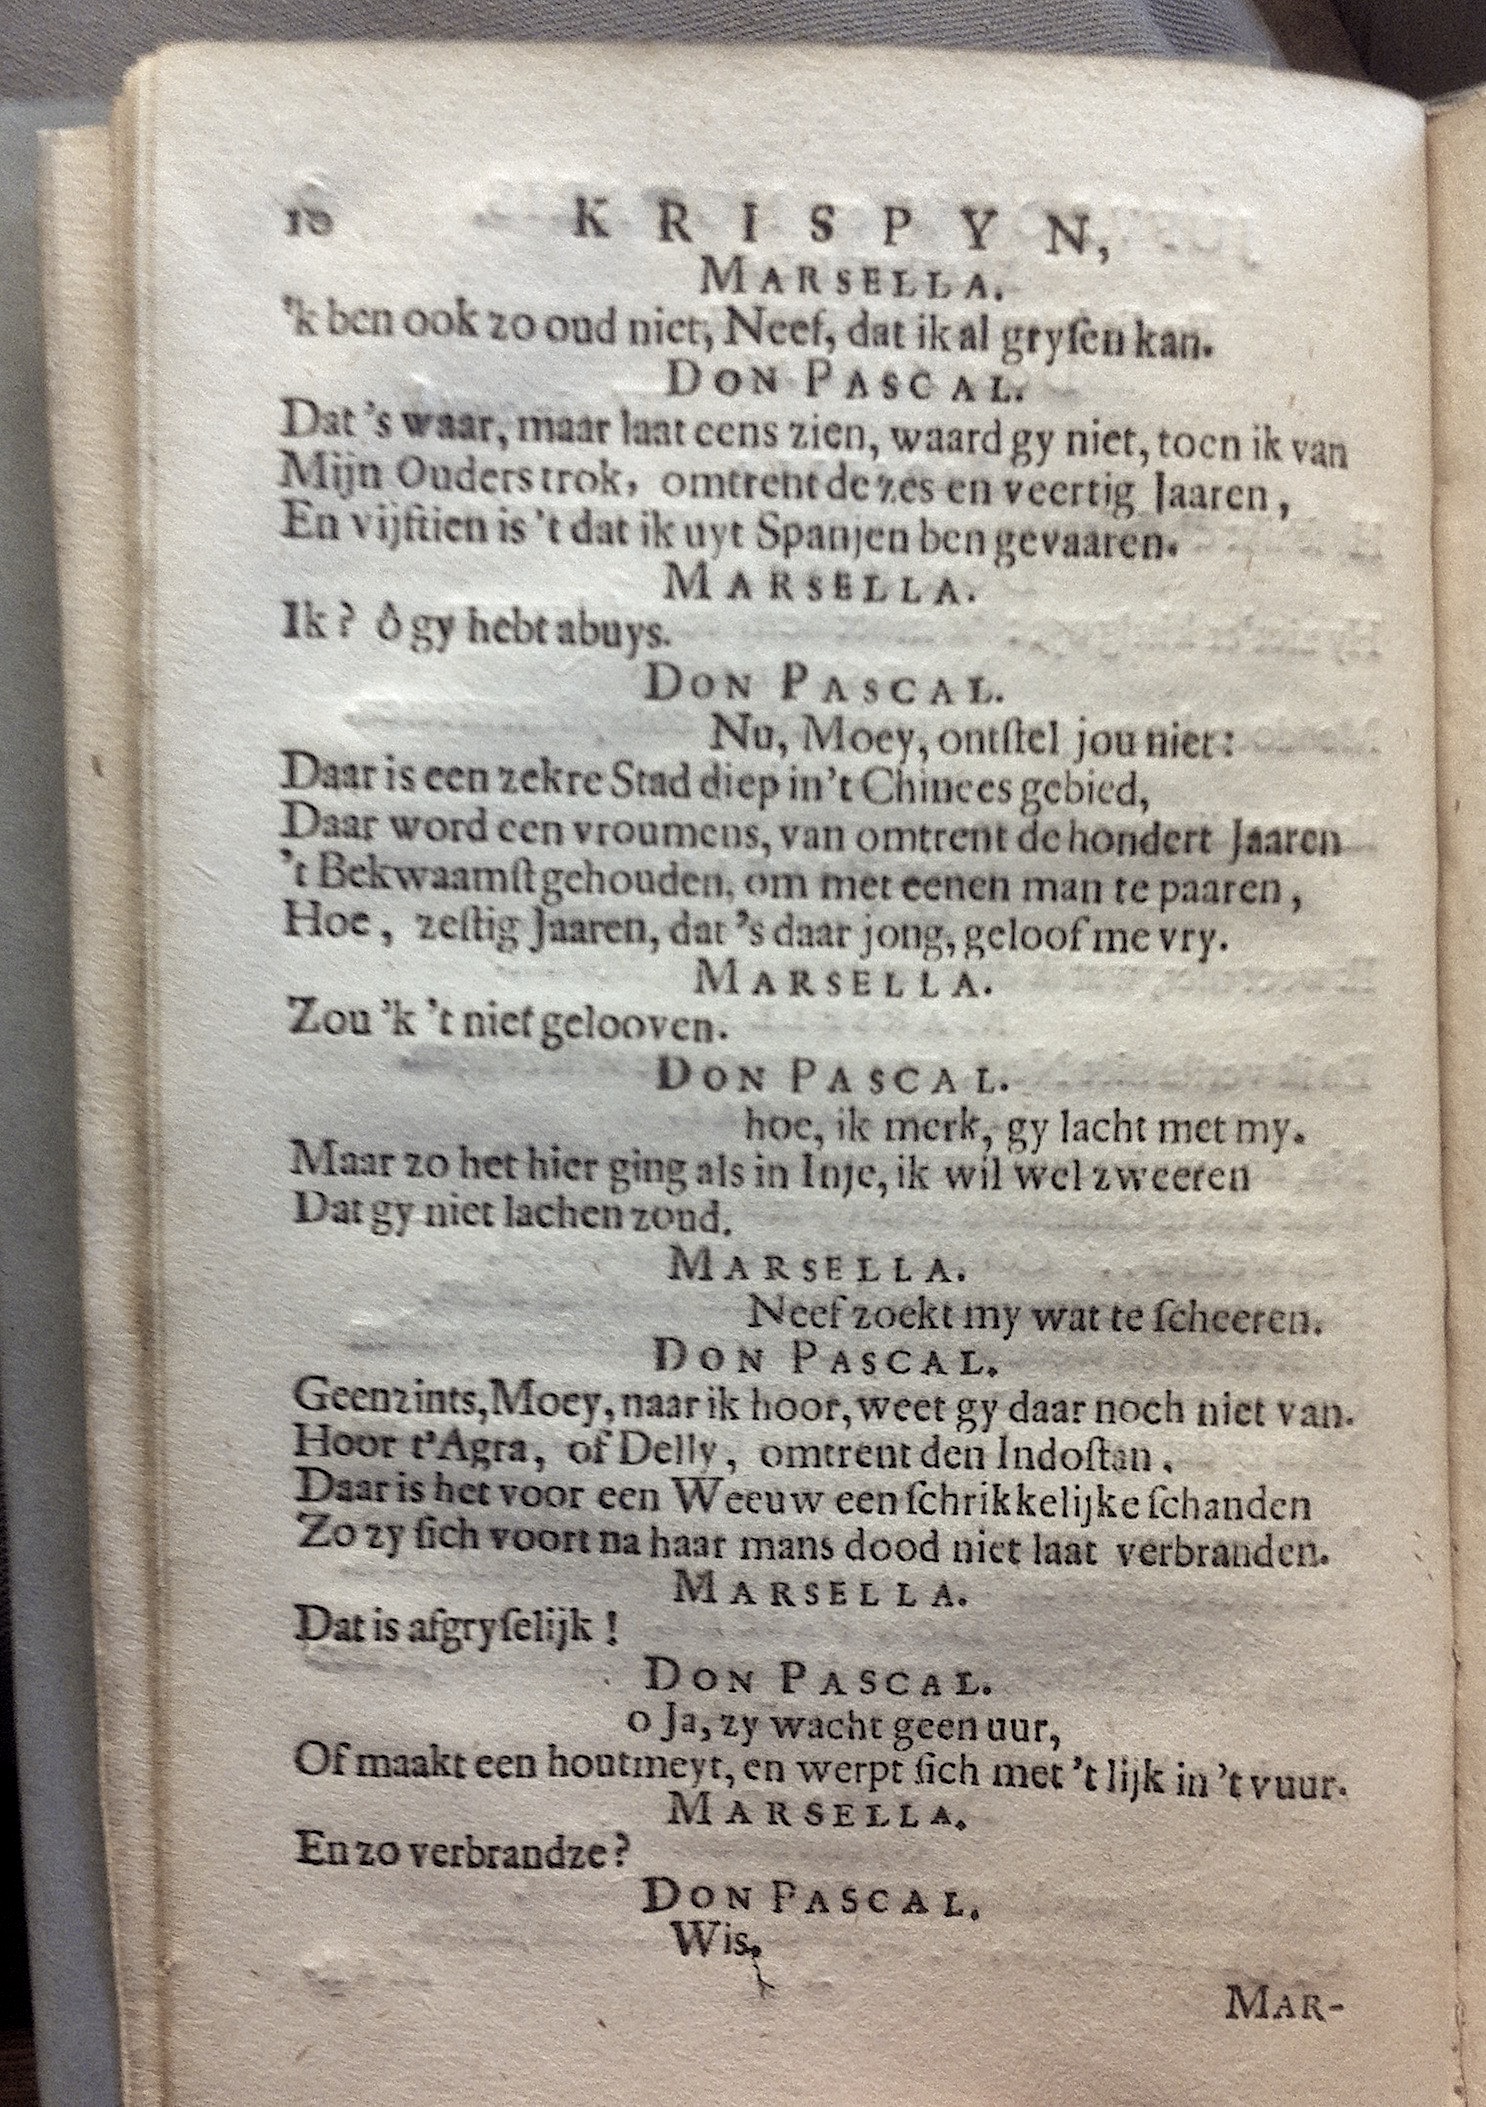 10 KRISPYN,
MARSELLA.
'k ben ook zo oud niet, Neef, dat ik al grysen kan.
DON PASCAL.
Dat 's waar, maar laat eens zien, waard gy niet, toen ik van
Mijn Ouders trok, omtrent de zes en veertig Jaaren,
En vijftien is 't dat ik uyt Spanjen ben gevaaren.
MARSELLA.
Ik? ô gy hebt abuys.
DON PASCAL.
Nu, Moey, ontstel jou niet:
Daar is een zekre Stad diep in 't Chinees gebied,
Daar word een vroumens, van omtrent de hondert Jaaren
't Bekwaamst gehouden, om met eenen man te paaren,
Hoe, zestig Jaaren, dat 's daar jong, geloof me vry.
MARSELLA.
Zou 'k 't niet gelooven.
DON PASCAL.
hoe, ik merk, gy lacht met my.
Maar zo het hier ging als in Inje, ik wil wel zweeren
Dat gy niet lachen zoud.
MARSELLA.
Neef zoekt my wat te scheeren.
DON PASCAL.
Geenzints, Moey, naar ik hoor, weet gy daar noch niet van.
Hoor t'Agra, of Delly, omtrent den Indostan,
Daar is het voor een Weeuw een schrikkelijke schanden
Zo zy sich voort na haar mans dood niet laat verbranden.
MARSELLA.
Dat is afgryselijk!
DON PASCAL.
o Ja, zy wacht geen uur,
Of maakt een houtmeyt, en werpt sich met 't lijk in 't vuur.
MARSELLA.
En zo verbrandze?
DON PASCAL.
Wis.
MAR-